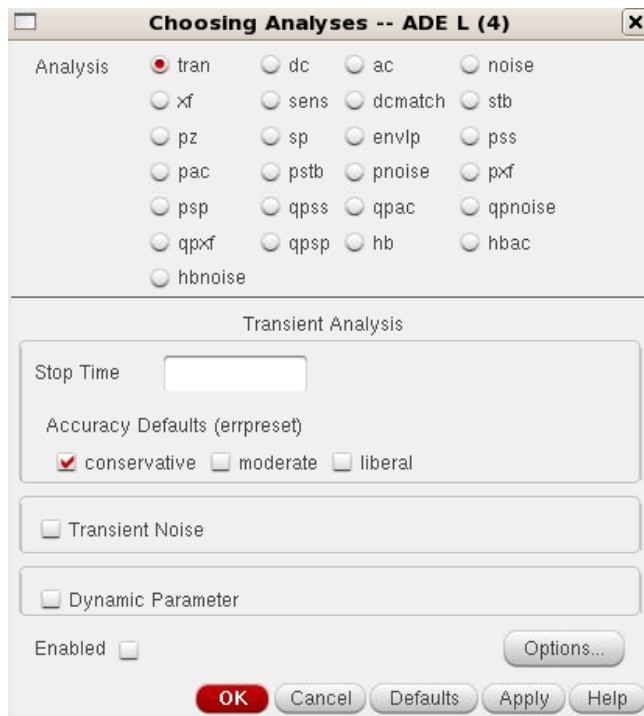 Choosing Analyses -- ADE L (4)
Analysis tran dc ac noise
xf sens dcmatch stb
pz sp envlp pss
pac pstb pnoise pxf
psp qpss qpac qpnoise
qpxf qpsp hb hbac
hbnoise
Transient Analysis
Stop Time
Accuracy Defaults (errpreset)
conservative moderate liberal
Transient Noise
Dynamic Parameter
Enabled Options...
OK Cancel Defaults Apply Help